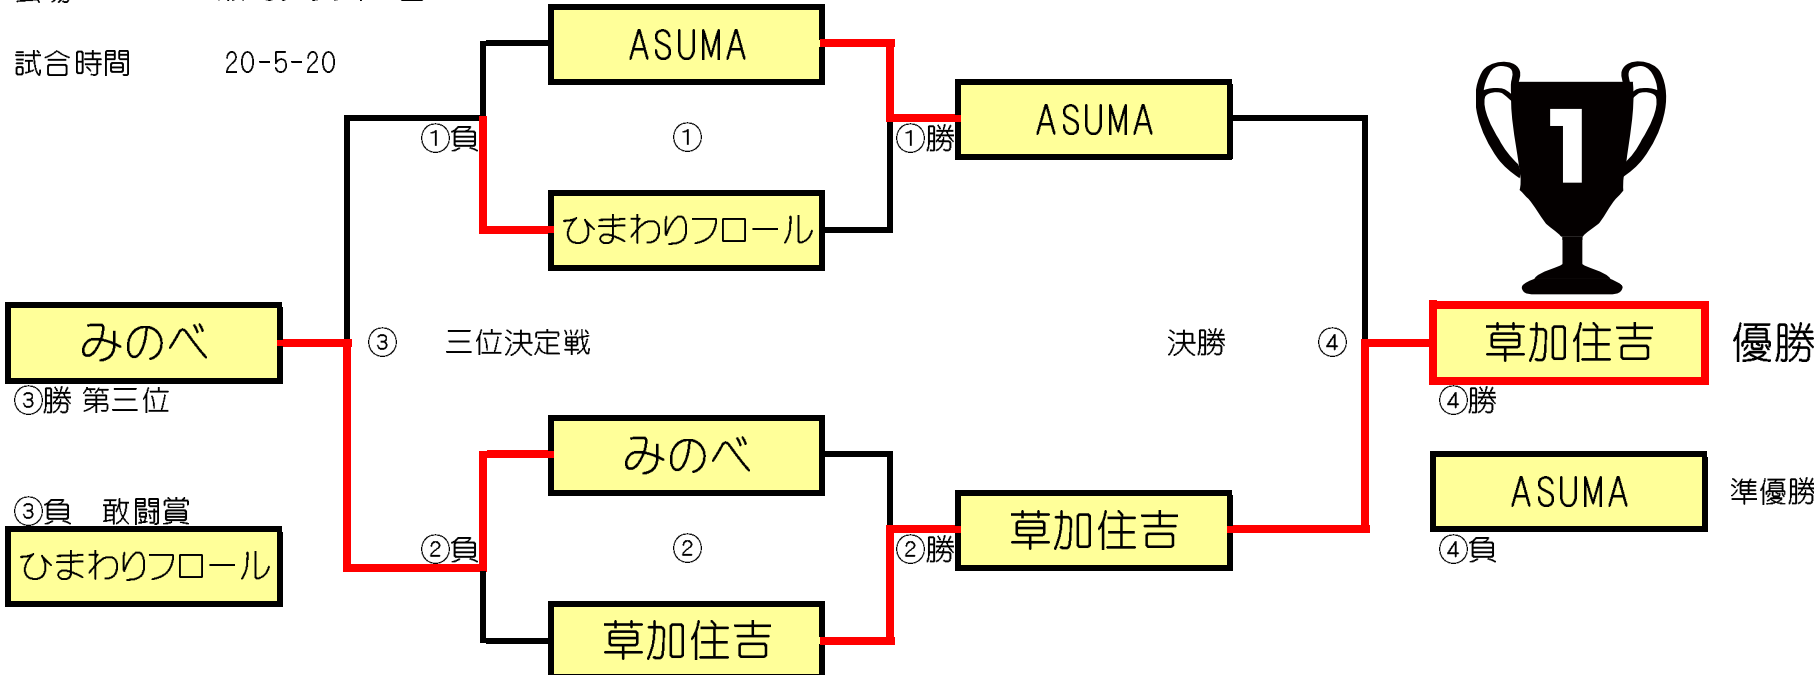 試合時間 20-5-20
ASUMA
①負
①
①勝
ASUMA
1
ひまわりフロール
みのべ
③
三位決定戦
決勝
④
草加住吉
優勝
③勝 第三位
④勝
みのべ
ASUMA
準優勝
③負 敢闘賞
ひまわりフロール
②負
②
②勝
草加住吉
④負
草加住吉